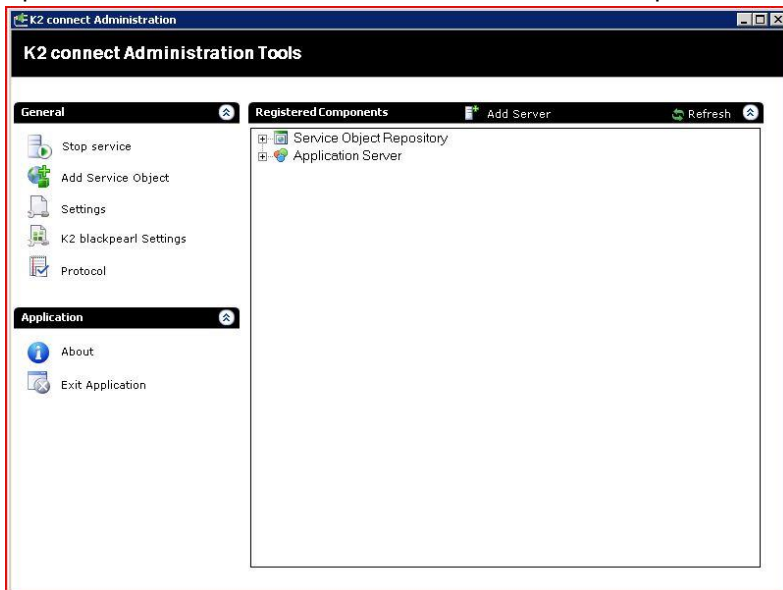 K2 connect Administration
K2 connect Administration Tools
General
Stop service
Add Service Object
Settings
K2 blackpearl Settings
Protocol
Application
About
Exit Application
Registered Components
Add Server
Refresh
Service Object Repository
Application Server